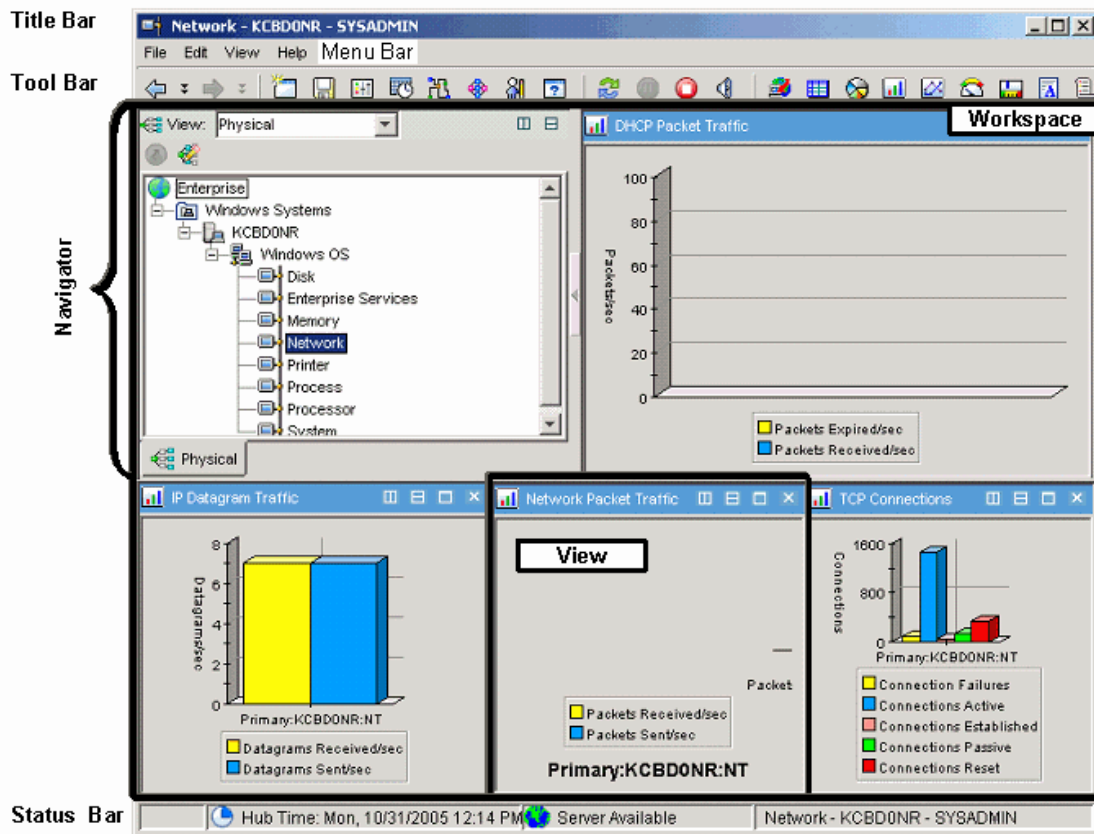 Title Bar
Network - KCBD0NR - SYSADMIN
File Edit View Help Menu Bar
Tool Bar
View: Physical
Workspace
DHCP Packet Traffic
Navigator
Enterprise
Windows Systems
KCBD0NR
Windows OS
Disk
Enterprise Services
Memory
Network
Printer
Process
Processor
System
Physical
100
80
60
40
20
0
Packets/sec
Packets Expired/sec
Packets Received/sec
IP Datagram Traffic
8
6
4
2
0
Datagrams/sec
Primary:KCBD0NR:NT
Datagrams Received/sec
Datagrams Sent/sec
Network Packet Traffic
View
Packet
Packets Received/sec
Packets Sent/sec
Primary:KCBD0NR:NT
TCP Connections
1600
800
0
Connections
Primary:KCBD0NR:NT
Connection Failures
Connections Active
Connections Established
Connections Passive
Connections Reset
Status Bar
Hub Time: Mon, 10/31/2005 12:14 PM
Server Available
Network - KCBD0NR - SYSADMIN